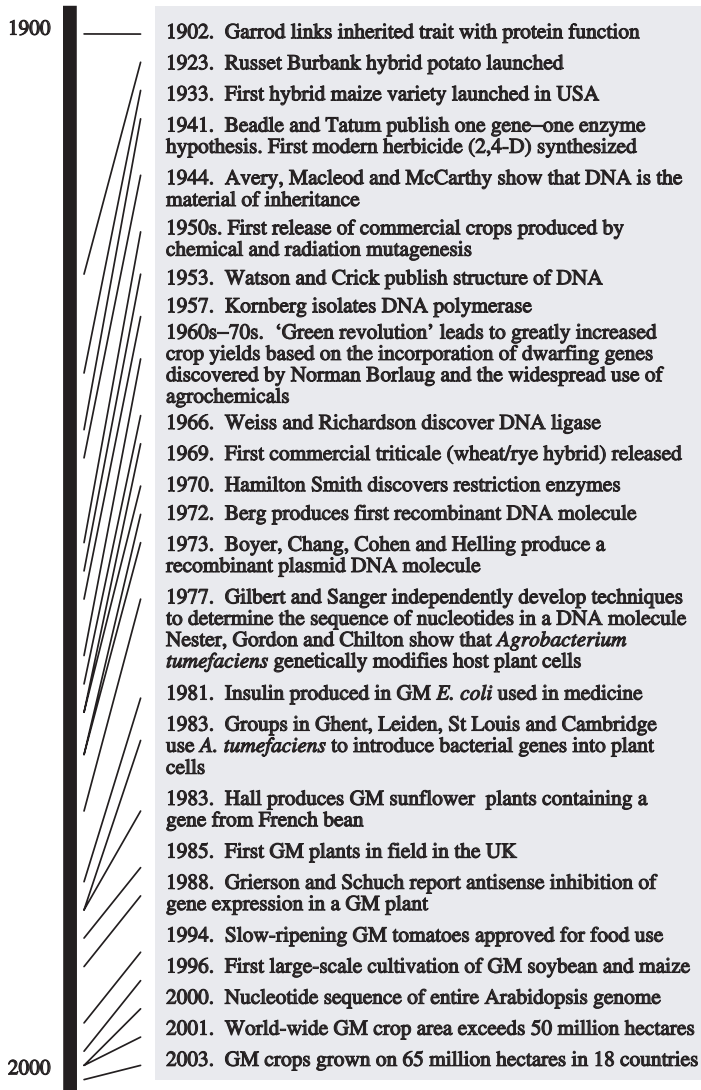 1900
1902. Garrod links inherited trait with protein function
1923. Russet Burbank hybrid potato launched
1933. First hybrid maize variety launched in USA
1941. Beadle and Tatum publish one gene–one enzyme
hypothesis. First modern herbicide (2,4-D) synthesized
1944. Avery, Macleod and McCarthy show that DNA is the
material of inheritance
1950s. First release of commercial crops produced by
chemical and radiation mutagenesis
1953. Watson and Crick publish structure of DNA
1957. Kornberg isolates DNA polymerase
1960s–70s. ‘Green revolution’ leads to greatly increased
crop yields based on the incorporation of dwarfing genes
discovered by Norman Borlaug and the widespread use of
agrochemicals
1966. Weiss and Richardson discover DNA ligase
1969. First commercial triticale (wheat/rye hybrid) released
1970. Hamilton Smith discovers restriction enzymes
1972. Berg produces first recombinant DNA molecule
1973. Boyer, Chang, Cohen and Helling produce a
recombinant plasmid DNA molecule
1977. Gilbert and Sanger independently develop techniques
to determine the sequence of nucleotides in a DNA molecule
Nester, Gordon and Chilton show that Agrobacterium
tumefaciens genetically modifies host plant cells
1981. Insulin produced in GM E. coli used in medicine
1983. Groups in Ghent, Leiden, St Louis and Cambridge
use A. tumefaciens to introduce bacterial genes into plant
cells
1983. Hall produces GM sunflower plants containing a
gene from French bean
1985. First GM plants in field in the UK
1988. Grierson and Schuch report antisense inhibition of
gene expression in a GM plant
1994. Slow-ripening GM tomatoes approved for food use
1996. First large-scale cultivation of GM soybean and maize
2000. Nucleotide sequence of entire Arabidopsis genome
2001. World-wide GM crop area exceeds 50 million hectares
2003. GM crops grown on 65 million hectares in 18 countries
2000